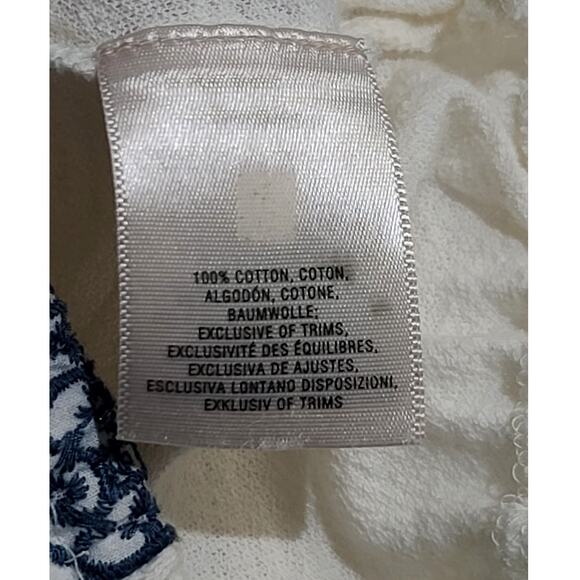 100% COTTON, COTON,
ALGODÓN, COTONE,
BAUMWOLLE;
EXCLUSIVE OF TRIMS,
EXCLUSIVITÉ DES ÉQUILIBRES,
EXCLUSIVA DE AJUSTES,
ESCLUSIVA LONTANO DISPOSIZIONI,
EXKLUSIV OF TRIMS